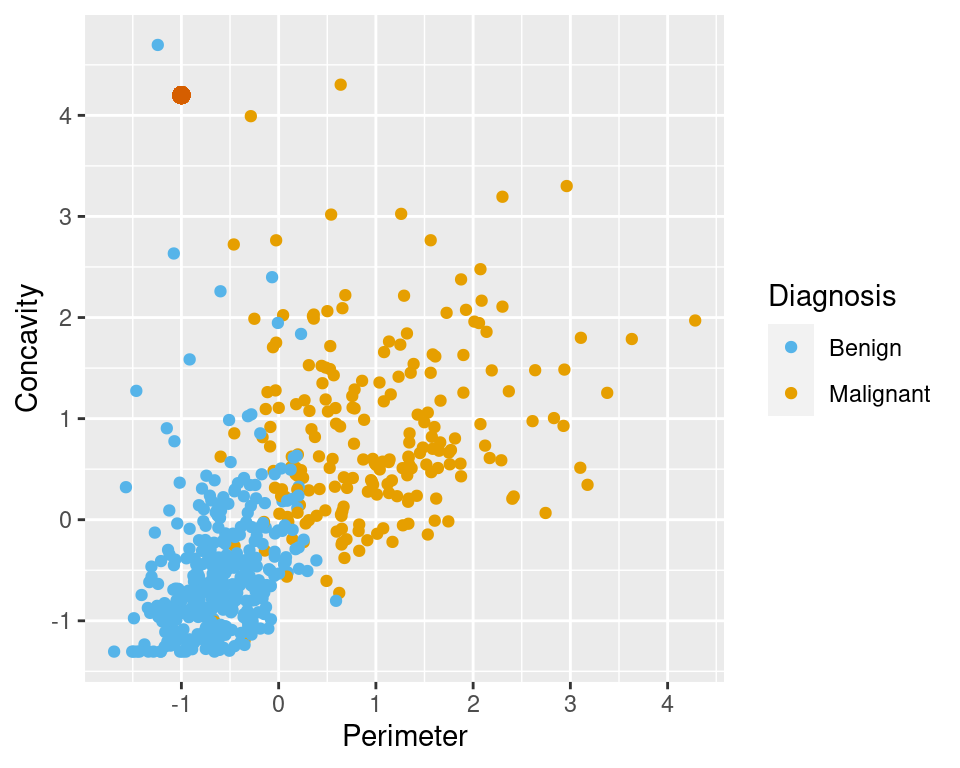 4
3
2
1
0
-1
-1 0 1 2 3 4
Perimeter
Concavity
Diagnosis
Benign
Malignant